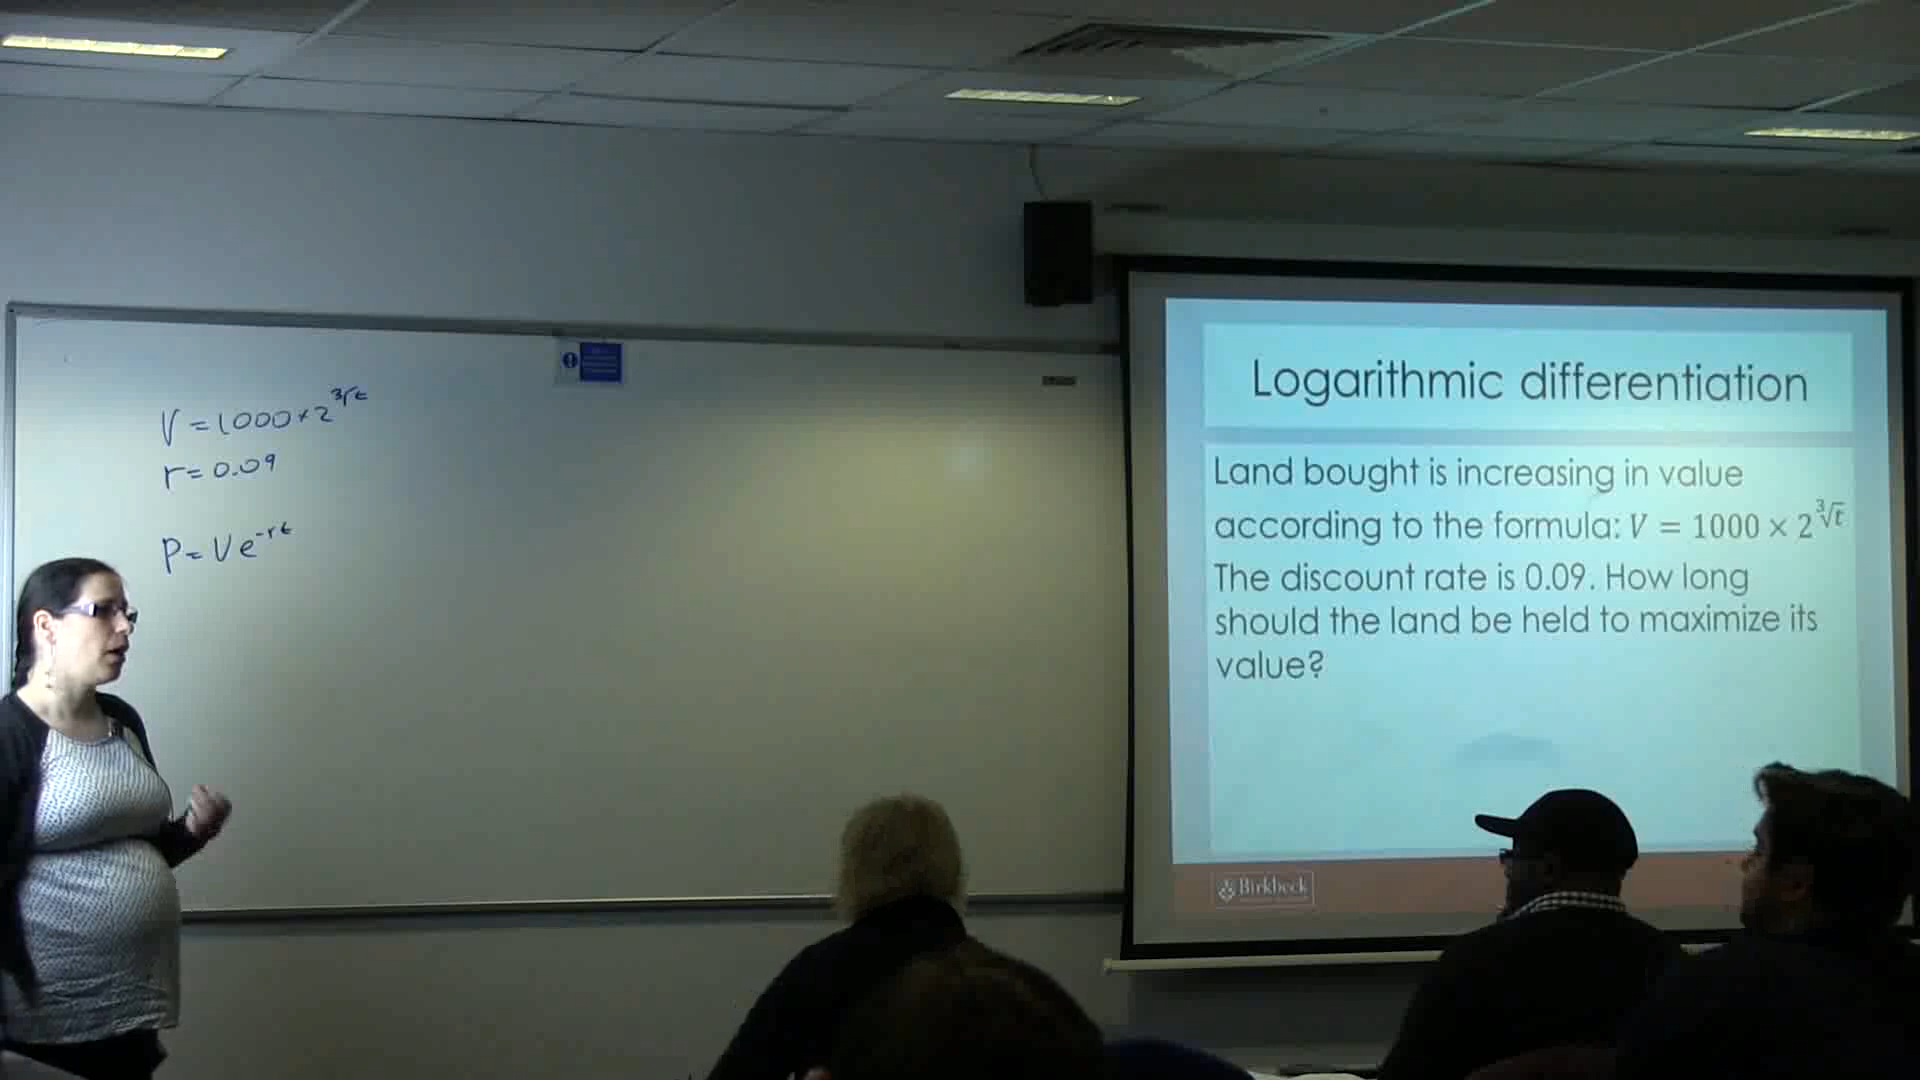 V = 1000 × 2^∛t
r = 0.09
P = Ve^-rt
Logarithmic differentiation
Land bought is increasing in value
according to the formula: V = 1000 × 2^∛t
The discount rate is 0.09. How long
should the land be held to maximize its
value?
Birkbeck